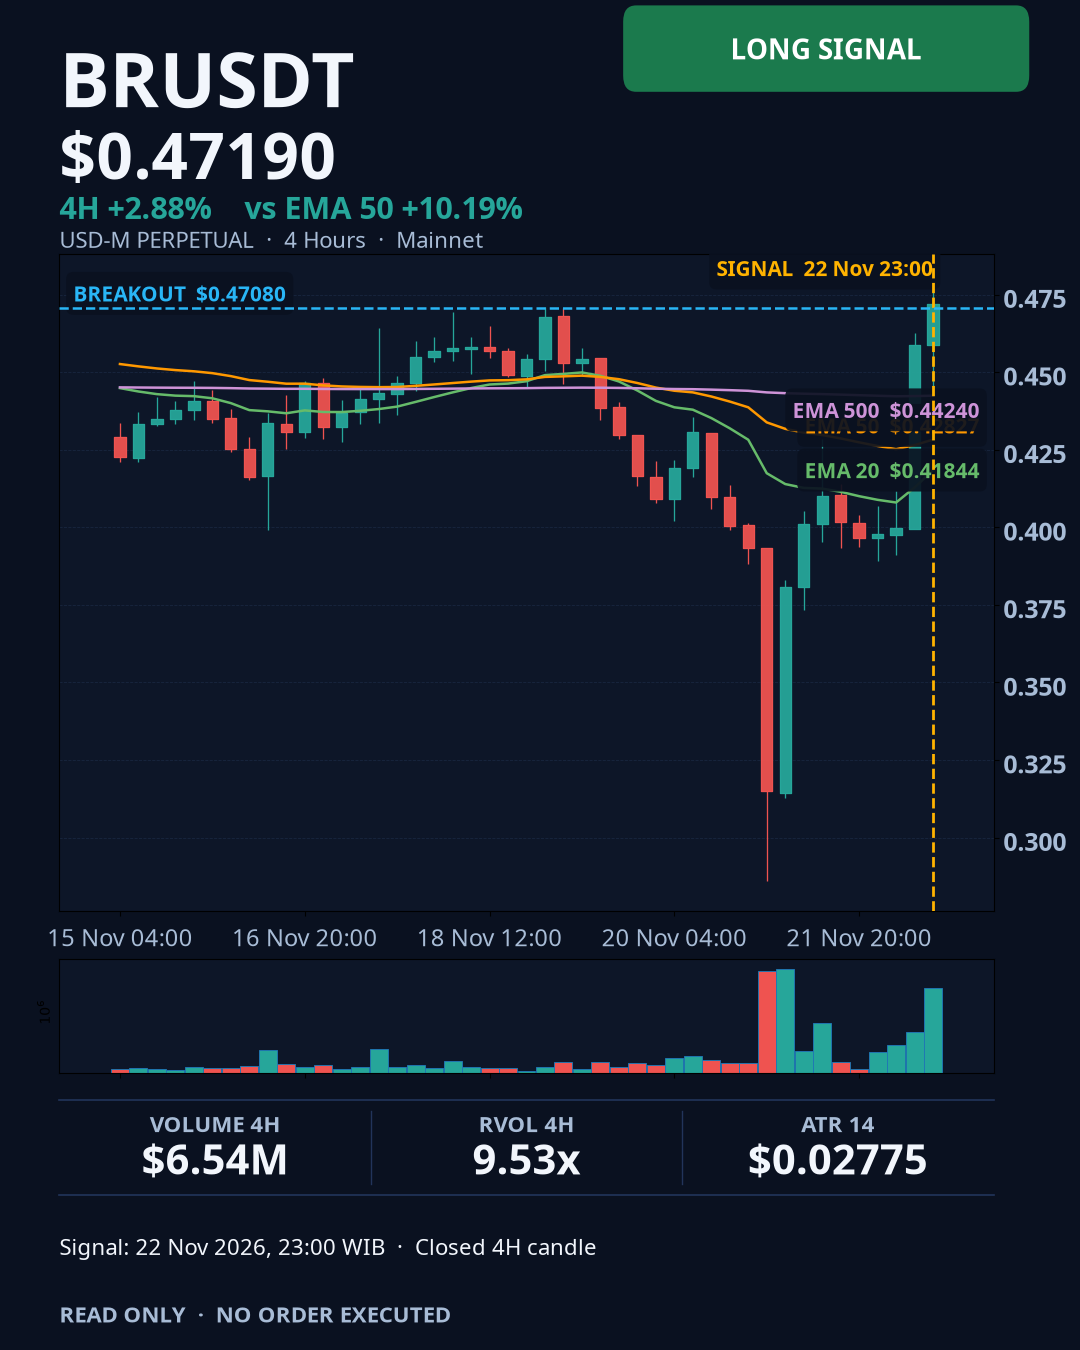 LONG SIGNAL
BRUSDT
$0.47190
4H +2.88% vs EMA 50 +10.19%
USD-M PERPETUAL · 4 Hours · Mainnet
SIGNAL 22 Nov 23:00
BREAKOUT $0.47080
0.475
0.450
EMA 500 $0.44240
EMA 50 $0.42827
0.425
EMA 20 $0.41844
0.400
0.375
0.350
0.325
0.300
15 Nov 04:00 16 Nov 20:00 18 Nov 12:00 20 Nov 04:00 21 Nov 20:00
10⁶
VOLUME 4H RVOL 4H ATR 14
$6.54M 9.53x $0.02775
Signal: 22 Nov 2026, 23:00 WIB · Closed 4H candle
READ ONLY · NO ORDER EXECUTED